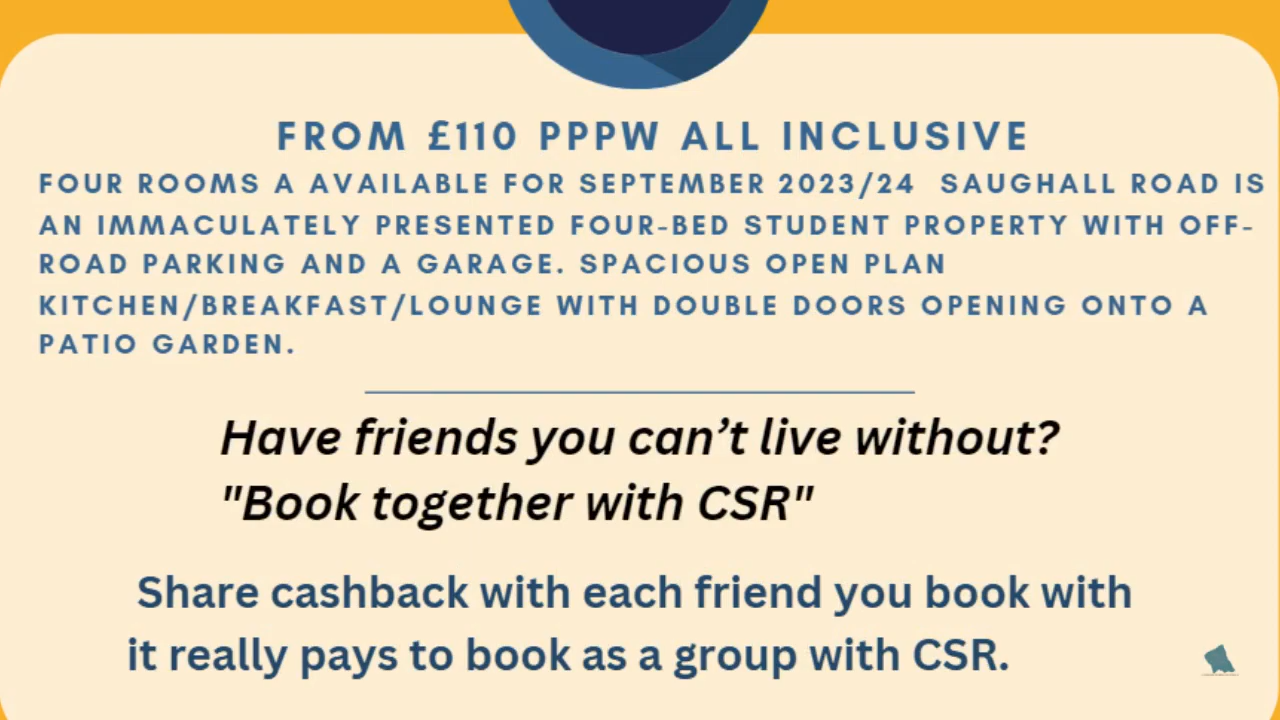 FROM £110 PPPW ALL INCLUSIVE
FOUR ROOMS A AVAILABLE FOR SEPTEMBER 2023/24 SAUGHALL ROAD IS
AN IMMACULATELY PRESENTED FOUR-BED STUDENT PROPERTY WITH OFF-
ROAD PARKING AND A GARAGE. SPACIOUS OPEN PLAN
KITCHEN/BREAKFAST/LOUNGE WITH DOUBLE DOORS OPENING ONTO A
PATIO GARDEN.
Have friends you can’t live without?
"Book together with CSR"
Share cashback with each friend you book with
it really pays to book as a group with CSR.